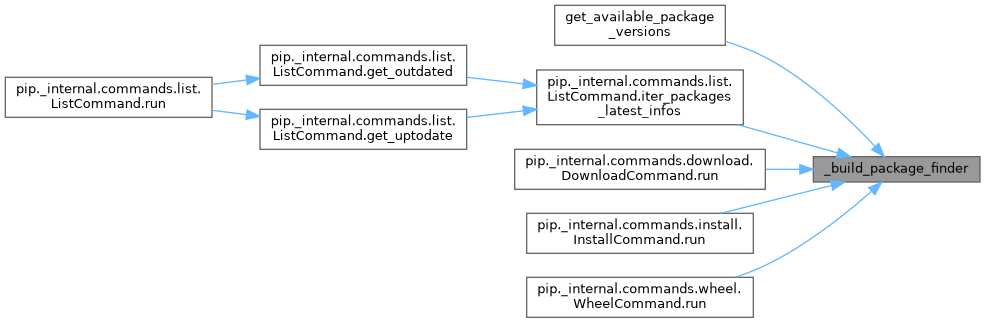 get_available_package
_versions
pip._internal.commands.list.
ListCommand.get_outdated
pip._internal.commands.list.
ListCommand.iter_packages
_latest_infos
pip._internal.commands.list.
ListCommand.run
pip._internal.commands.list.
ListCommand.get_uptodate
pip._internal.commands.download.
DownloadCommand.run
_build_package_finder
pip._internal.commands.install.
InstallCommand.run
pip._internal.commands.wheel.
WheelCommand.run